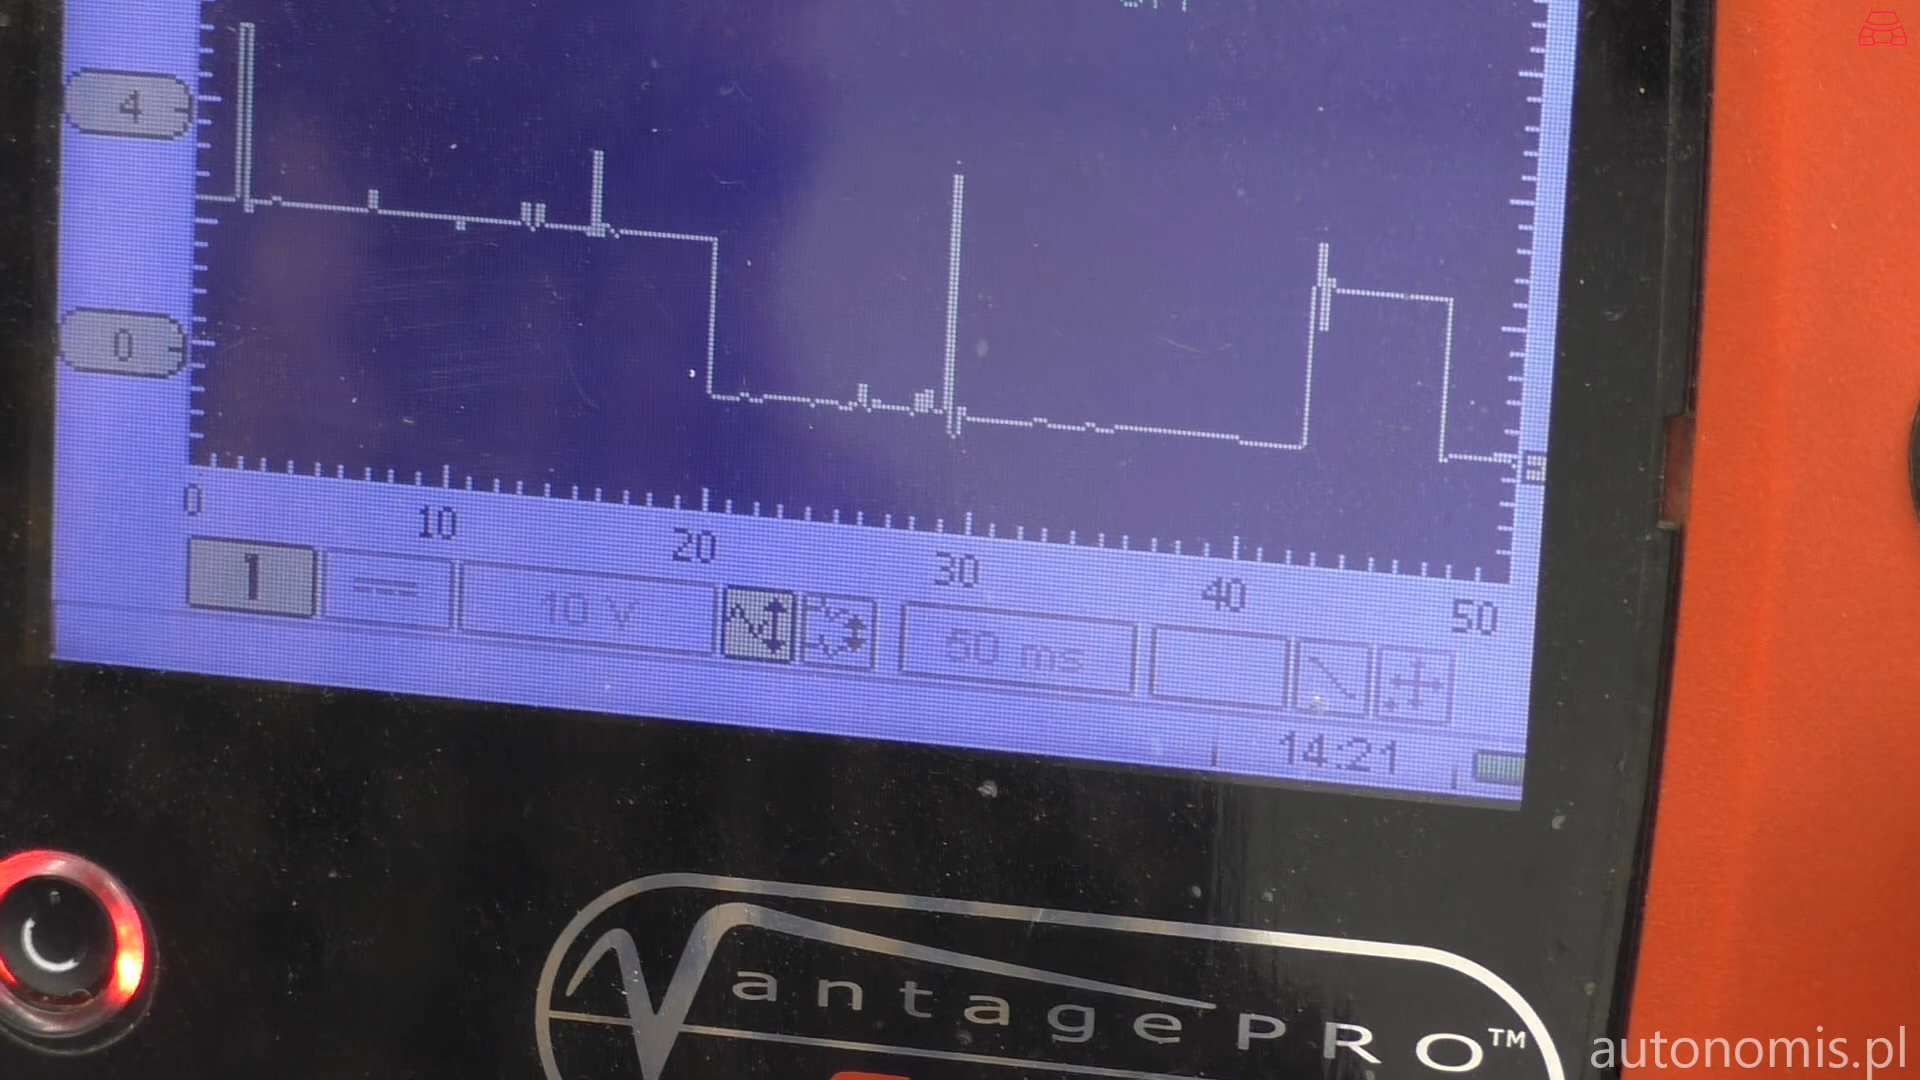 4
0
0 10 20 30 40 50
1 10 V 50 ms
14:21
VantagePRO™
autonomis.pl